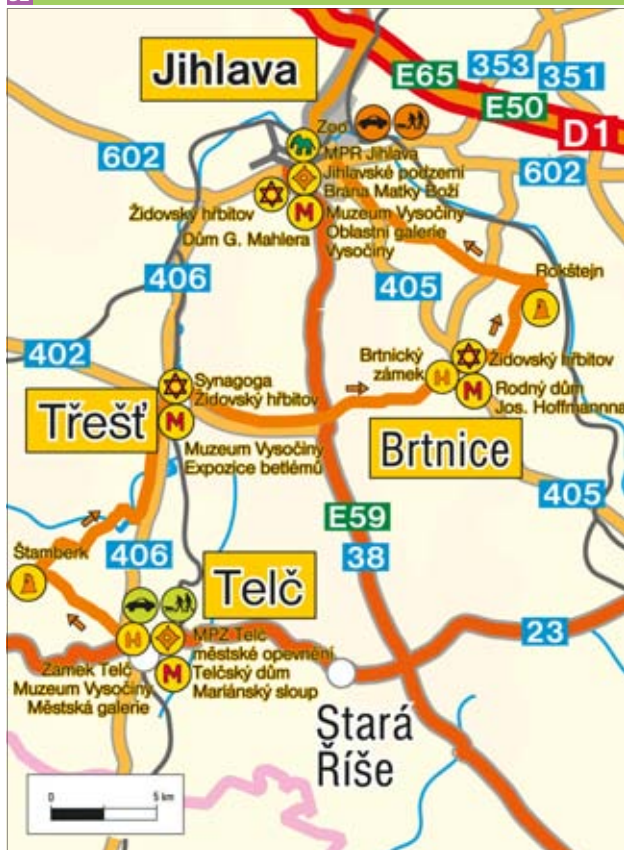 Jihlava
E65
353
351
E50
D1
602
602
Zoo
MPR Jihlava
Jihlavské podzemí
Brána Matky Boží
Židovský hřbitov
M
Muzeum Vysočiny
Dům G. Mahlera
Oblastní galerie
Vysočiny
406
405
Rokštejn
402
Brtnický
zámek
H
Židovský hřbitov
M
Rodný dům
Jos. Hoffmannna
Synagoga
Židovský hřbitov
Třešť
M
Muzeum Vysočiny
Expozice betlémů
Brtnice
405
E59
38
Štamberk
406
Telč
23
H
MPZ Telč
městské opevnění
M
Telčský dům
Mariánský sloup
Zámek Telč
Muzeum Vysočiny
Městská galerie
Stará
Říše
0
5 km